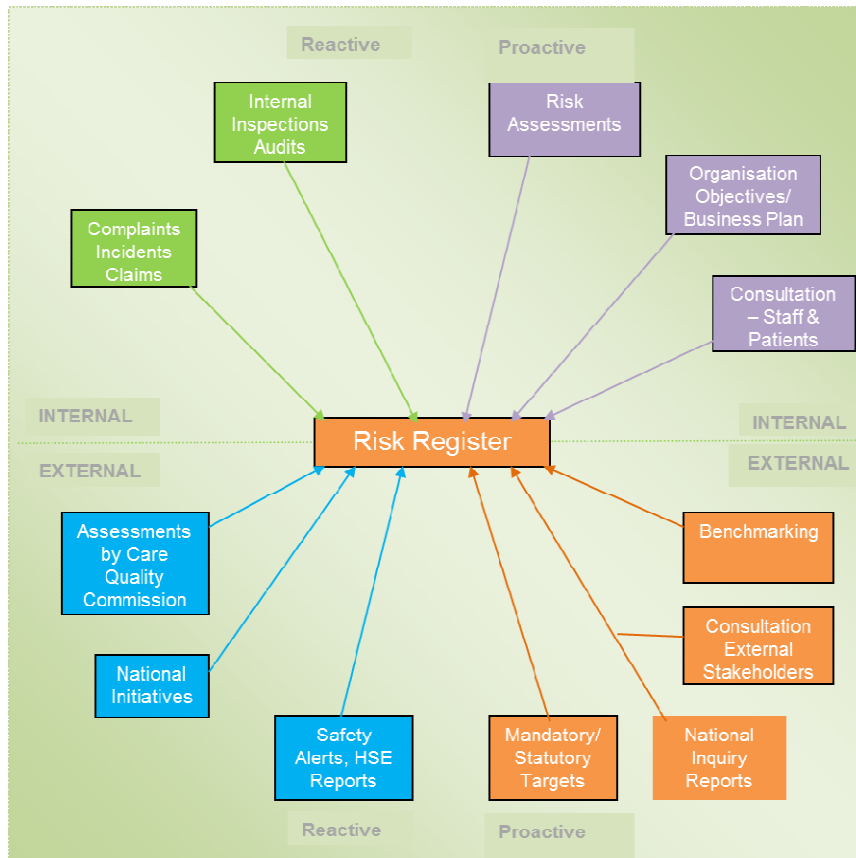 Reactive
Proactive
Internal
Inspections
Audits
Risk
Assessments
Organisation
Objectives/
Business Plan
Complaints
Incidents
Claims
Consultation
– Staff &
Patients
INTERNAL
INTERNAL
Risk Register
EXTERNAL
EXTERNAL
Assessments
by Care
Quality
Commission
Benchmarking
Consultation
External
Stakeholders
National
Initiatives
Safety
Alerts, HSE
Reports
Mandatory/
Statutory
Targets
National
Inquiry
Reports
Reactive
Proactive